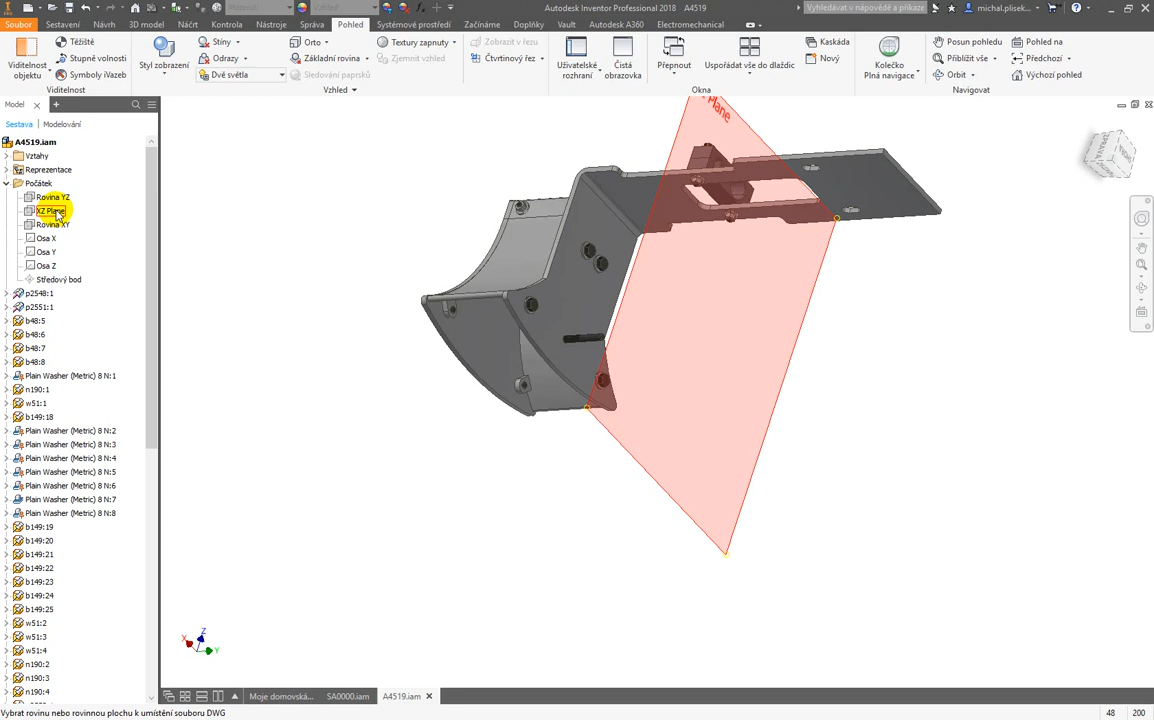 Materiál
Vzhled
Autodesk Inventor Professional 2018 A4519
Vyhledávat v nápovědě a příkaze
michal.plisek...
Soubor Sestavení Návrh 3D model Náčrt Kontrola Nástroje Správa Pohled Systémové prostředí Začínáme Doplňky Vault Autodesk A360 Electromechanical
Viditelnost objektu
Těžiště
Stupně volnosti
Symboly iVazeb
Viditelnost
Styl zobrazení
Stíny
Odrazy
Dvě světla
Orto
Základní rovina
Sledování paprsků
Textury zapnuty
Zjemnit vzhled
Vzhled
Zobrazit v řezu
Čtvrtinový řez
Uživatelské rozhraní
Čistá obrazovka
Přepnout
Uspořádat vše do dlaždic
Kaskáda
Nový
Okna
Kolečko Plná navigace
Posun pohledu
Přiblížit vše
Orbit
Pohled na
Předchozí
Výchozí pohled
Navigovat
Model
Sestava Modelování
A4519.iam
Vztahy
Reprezentace
Počátek
Rovina YZ
XZ Plane
Rovina XY
Osa X
Osa Y
Osa Z
Středový bod
p2548:1
p2551:1
b48:5
b48:6
b48:7
b48:8
Plain Washer (Metric) 8 N:1
n190:1
w51:1
b149:18
Plain Washer (Metric) 8 N:2
Plain Washer (Metric) 8 N:3
Plain Washer (Metric) 8 N:4
Plain Washer (Metric) 8 N:5
Plain Washer (Metric) 8 N:6
Plain Washer (Metric) 8 N:7
Plain Washer (Metric) 8 N:8
b149:19
b149:20
b149:21
b149:22
b149:23
b149:24
b149:25
w51:2
w51:3
w51:4
n190:2
n190:3
n190:4
Plane
X
Z
Y
Moje domovská... SA0000.iam A4519.iam
Vybrat rovinu nebo rovinnou plochu k umístění souboru DWG
48 200